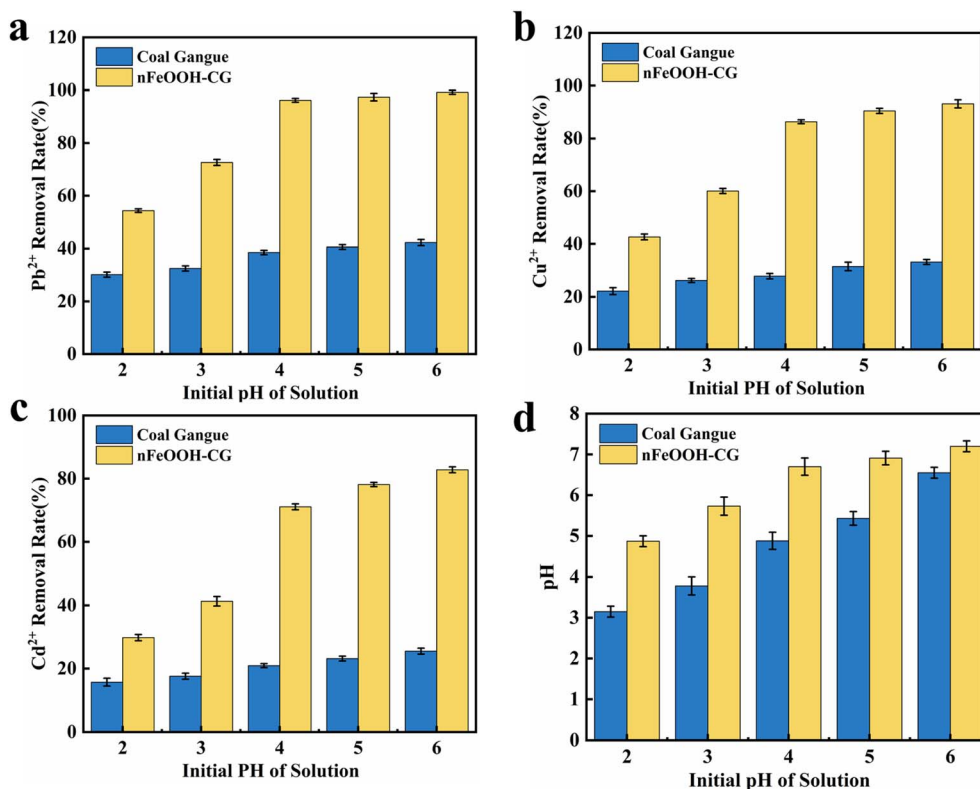 a
120
100
80
60
40
20
0
Pb2+ Removal Rate(%)
Coal Gangue
nFeOOH-CG
2 3 4 5 6
Initial pH of Solution
b
120
100
80
60
40
20
0
Cu2+ Removal Rate(%)
Coal Gangue
nFeOOH-CG
2 3 4 5 6
Initial PH of Solution
c
100
80
60
40
20
0
Cd2+ Removal Rate(%)
Coal Gangue
nFeOOH-CG
2 3 4 5 6
Initial PH of Solution
d
8
7
6
5
4
3
2
1
0
pH
Coal Gangue
nFeOOH-CG
2 3 4 5 6
Initial pH of Solution